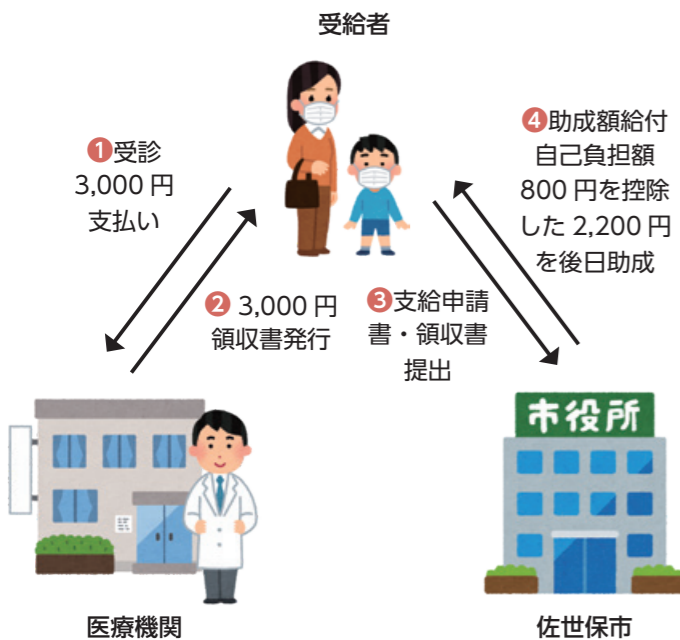 受給者
❶受診
3,000 円
支払い
❷ 3,000 円
領収書発行
❸支給申請
書・領収書
提出
❹助成額給付
自己負担額
800 円を控除
した 2,200 円
を後日助成
市役所
医療機関
佐世保市